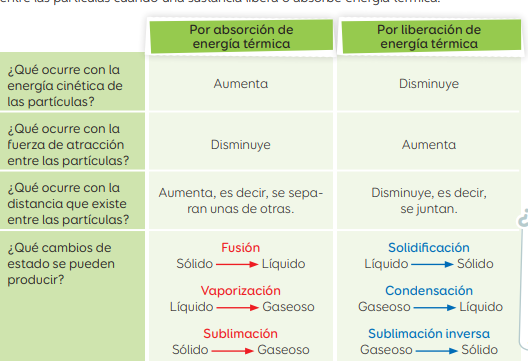 entre las partículas cuando una sustancia libera o absorbe energía térmica.
Por absorción de
energía térmica
Por liberación de
energía térmica
¿Qué ocurre con la
energía cinética de
las partículas?
Aumenta
Disminuye
¿Qué ocurre con la
fuerza de atracción
entre las partículas?
Disminuye
Aumenta
¿Qué ocurre con la
distancia que existe
entre las partículas?
Aumenta, es decir, se sepa-
ran unas de otras.
Disminuye, es decir,
se juntan.
¿Qué cambios de
estado se pueden
producir?
Fusión
Sólido → Líquido
Vaporización
Líquido → Gaseoso
Sublimación
Sólido → Gaseoso
Solidificación
Líquido → Sólido
Condensación
Gaseoso → Líquido
Sublimación inversa
Gaseoso → Sólido
¿